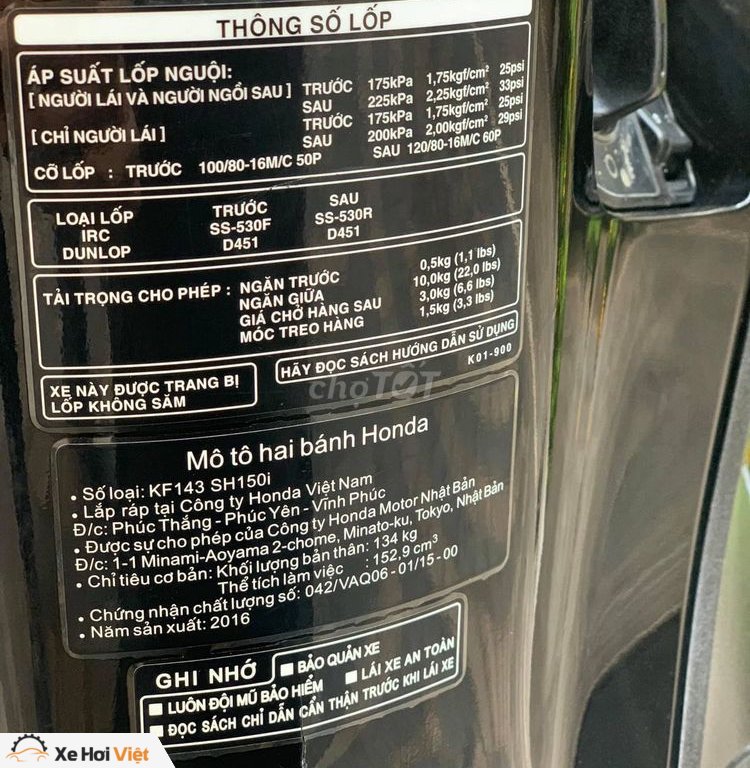 THÔNG SỐ LỐP
ÁP SUẤT LỐP NGUỘI:
[ NGƯỜI LÁI VÀ NGƯỜI NGỒI SAU ] TRƯỚC 175kPa 1,75kgf/cm² 25psi
SAU 225kPa 2,25kgf/cm² 33psi
[ CHỈ NGƯỜI LÁI ] TRƯỚC 175kPa 1,75kgf/cm² 25psi
SAU 200kPa 2,00kgf/cm² 29psi
CỠ LỐP : TRƯỚC 100/80-16M/C 50P SAU 120/80-16M/C 60P
LOẠI LỐP TRƯỚC SAU
IRC SS-530F SS-530R
DUNLOP D451 D451
TẢI TRỌNG CHO PHÉP : NGĂN TRƯỚC 0,5kg (1,1 lbs)
NGĂN GIỮA 10,0kg (22,0 lbs)
GIÁ CHỞ HÀNG SAU 3,0kg (6,6 lbs)
MÓC TREO HÀNG 1,5kg (3,3 lbs)
XE NÀY ĐƯỢC TRANG BỊ
LỐP KHÔNG SĂM
HÃY ĐỌC SÁCH HƯỚNG DẪN SỬ DỤNG
K01-900
chợTỐT
Mô tô hai bánh Honda
• Số loại: KF143 SH150i
• Lắp ráp tại Công ty Honda Việt Nam
Đ/c: Phúc Thắng - Phúc Yên - Vĩnh Phúc
• Được sự cho phép của Công ty Honda Motor Nhật Bản
Đ/c: 1-1 Minami-Aoyama 2-chome, Minato-ku, Tokyo, Nhật Bản
• Chỉ tiêu cơ bản: Khối lượng bản thân: 134 kg
Thể tích làm việc : 152,9 cm³
• Chứng nhận chất lượng số: 042/VAQ06 - 01/15 - 00
• Năm sản xuất: 2016
GHI NHỚ ■ BẢO QUẢN XE
■ LUÔN ĐỘI MŨ BẢO HIỂM ■ LÁI XE AN TOÀN
■ ĐỌC SÁCH CHỈ DẪN CẨN THẬN TRƯỚC KHI LÁI XE
Xe Hơi Việt